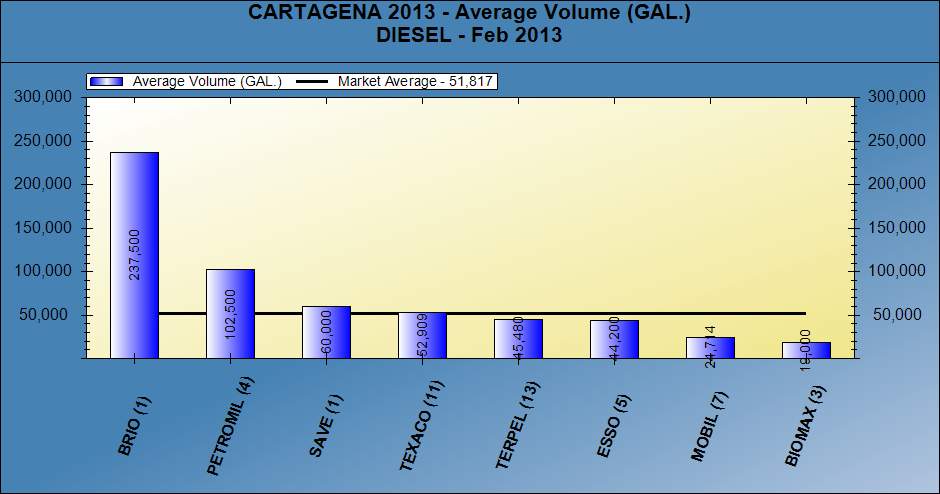 CARTAGENA 2013 - Average Volume (GAL.)
DIESEL - Feb 2013
Average Volume (GAL.) Market Average - 51,817
300,000 300,000
250,000 250,000
200,000 200,000
150,000 150,000
100,000 100,000
50,000 50,000
237,500 102,500 60,000 52,909 45,480 44,200 24,714 19,000
BRIO (1) PETROMIL (4) SAVE (1) TEXACO (11) TERPEL (13) ESSO (5) MOBIL (7) BIOMAX (3)